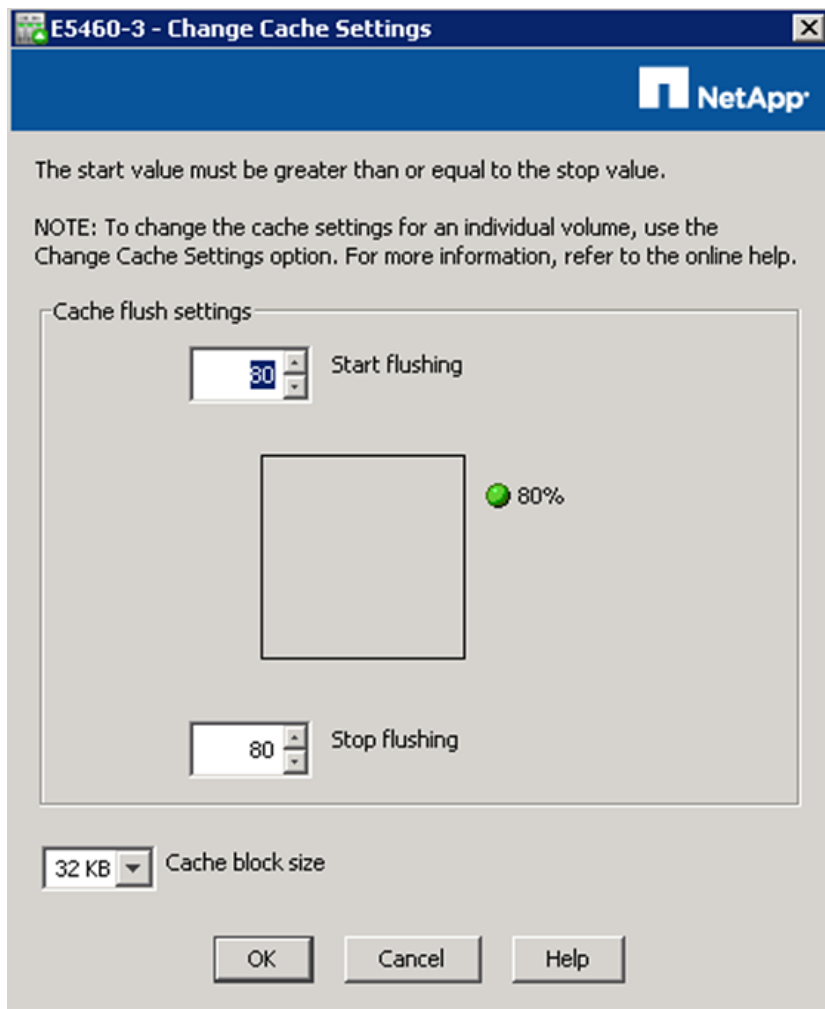 E5460-3 - Change Cache Settings
NetApp
The start value must be greater than or equal to the stop value.
NOTE: To change the cache settings for an individual volume, use the
Change Cache Settings option. For more information, refer to the online help.
Cache flush settings
80 Start flushing
80%
80 Stop flushing
32 KB Cache block size
OK Cancel Help